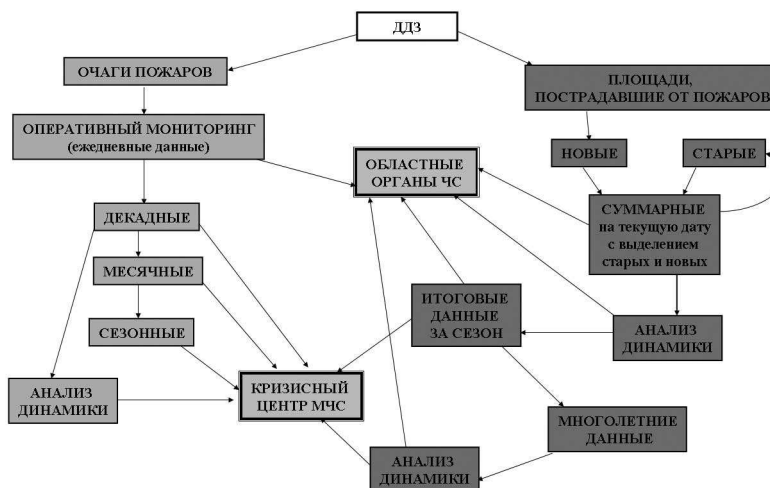 ДДЗ
ОЧАГИ ПОЖАРОВ
ПЛОЩАДИ,
ПОСТРАДАВШИЕ ОТ ПОЖАРОВ
ОПЕРАТИВНЫЙ МОНИТОРИНГ
(ежедневные данные)
ОБЛАСТНЫЕ
ОРГАНЫ ЧС
НОВЫЕ
СТАРЫЕ
ДЕКАДНЫЕ
СУММАРНЫЕ
на текущую дату
с выделением
старых и новых
МЕСЯЧНЫЕ
ИТОГОВЫЕ
ДАННЫЕ
ЗА СЕЗОН
СЕЗОННЫЕ
АНАЛИЗ
ДИНАМИКИ
АНАЛИЗ
ДИНАМИКИ
КРИЗИСНЫЙ
ЦЕНТР МЧС
МНОГОЛЕТНИЕ
ДАННЫЕ
АНАЛИЗ
ДИНАМИКИ